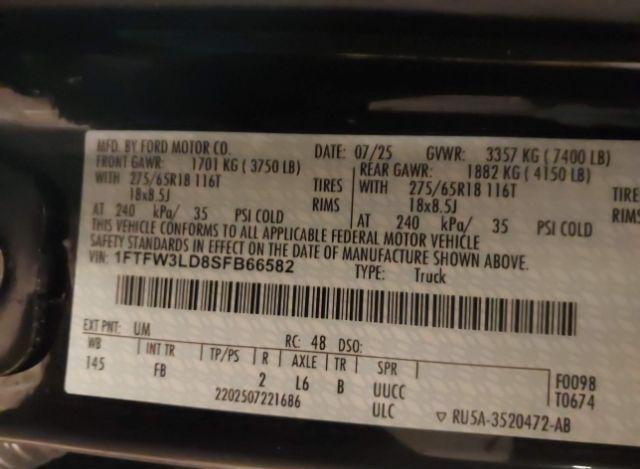 MFD. BY FORD MOTOR CO. DATE: 07/25 GVWR: 3357 KG ( 7400 LB)
FRONT GAWR: 1701 KG ( 3750 LB) REAR GAWR: 1882 KG ( 4150 LB)
WITH 275/65R18 116T TIRES WITH 275/65R18 116T
18x8.5J RIMS 18x8.5J
AT 240 kPa/ 35 PSI COLD AT 240 kPa/ 35 PSI COLD
THIS VEHICLE CONFORMS TO ALL APPLICABLE FEDERAL MOTOR VEHICLE
SAFETY STANDARDS IN EFFECT ON THE DATE OF MANUFACTURE SHOWN ABOVE.
VIN: 1FTFW3LD8SFB66582 TYPE: Truck
EXT PNT: UM RC: 48 DSO:
WB INT TR TP/PS R AXLE TR SPR F0098
145 FB 2 L6 B UUCC T0674
2202507221686 ULC ▽ RU5A-3520472-AB